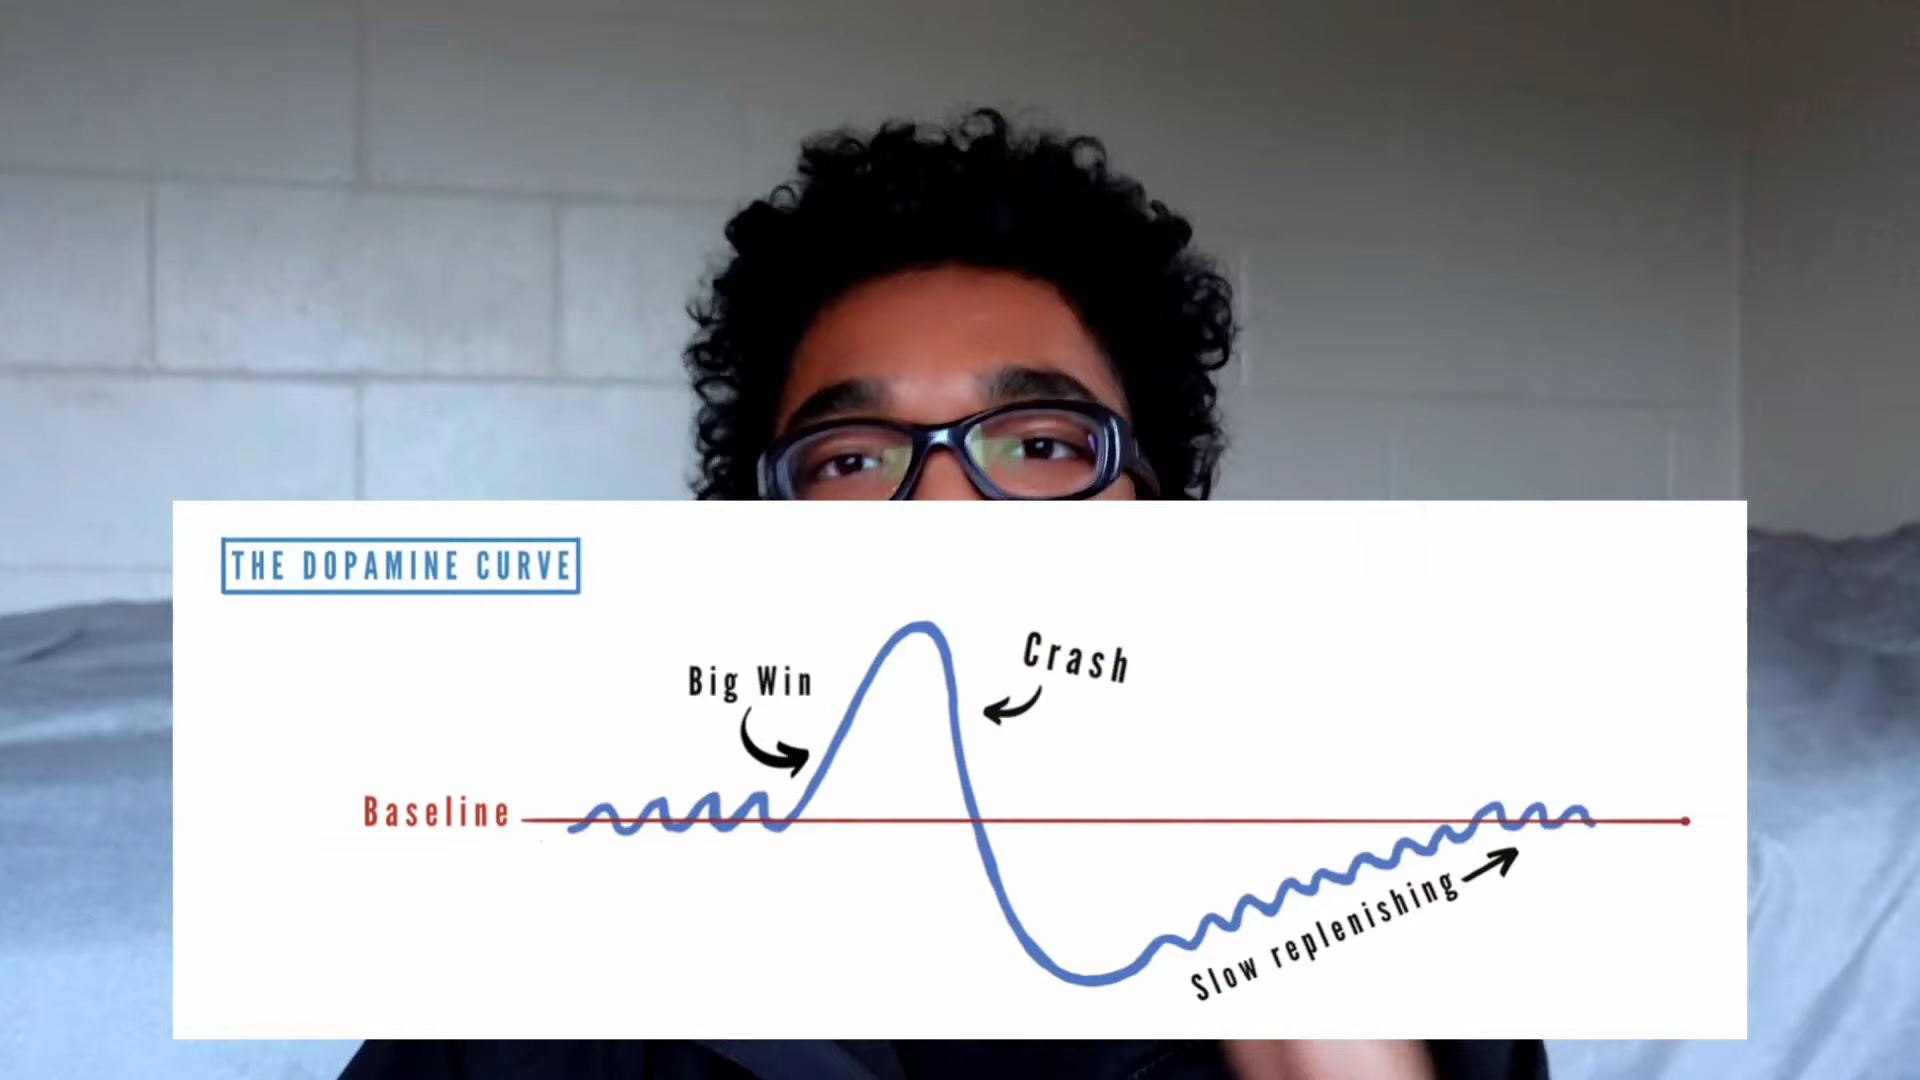 THE DOPAMINE CURVE
Big Win
Crash
Baseline
Slow replenishing